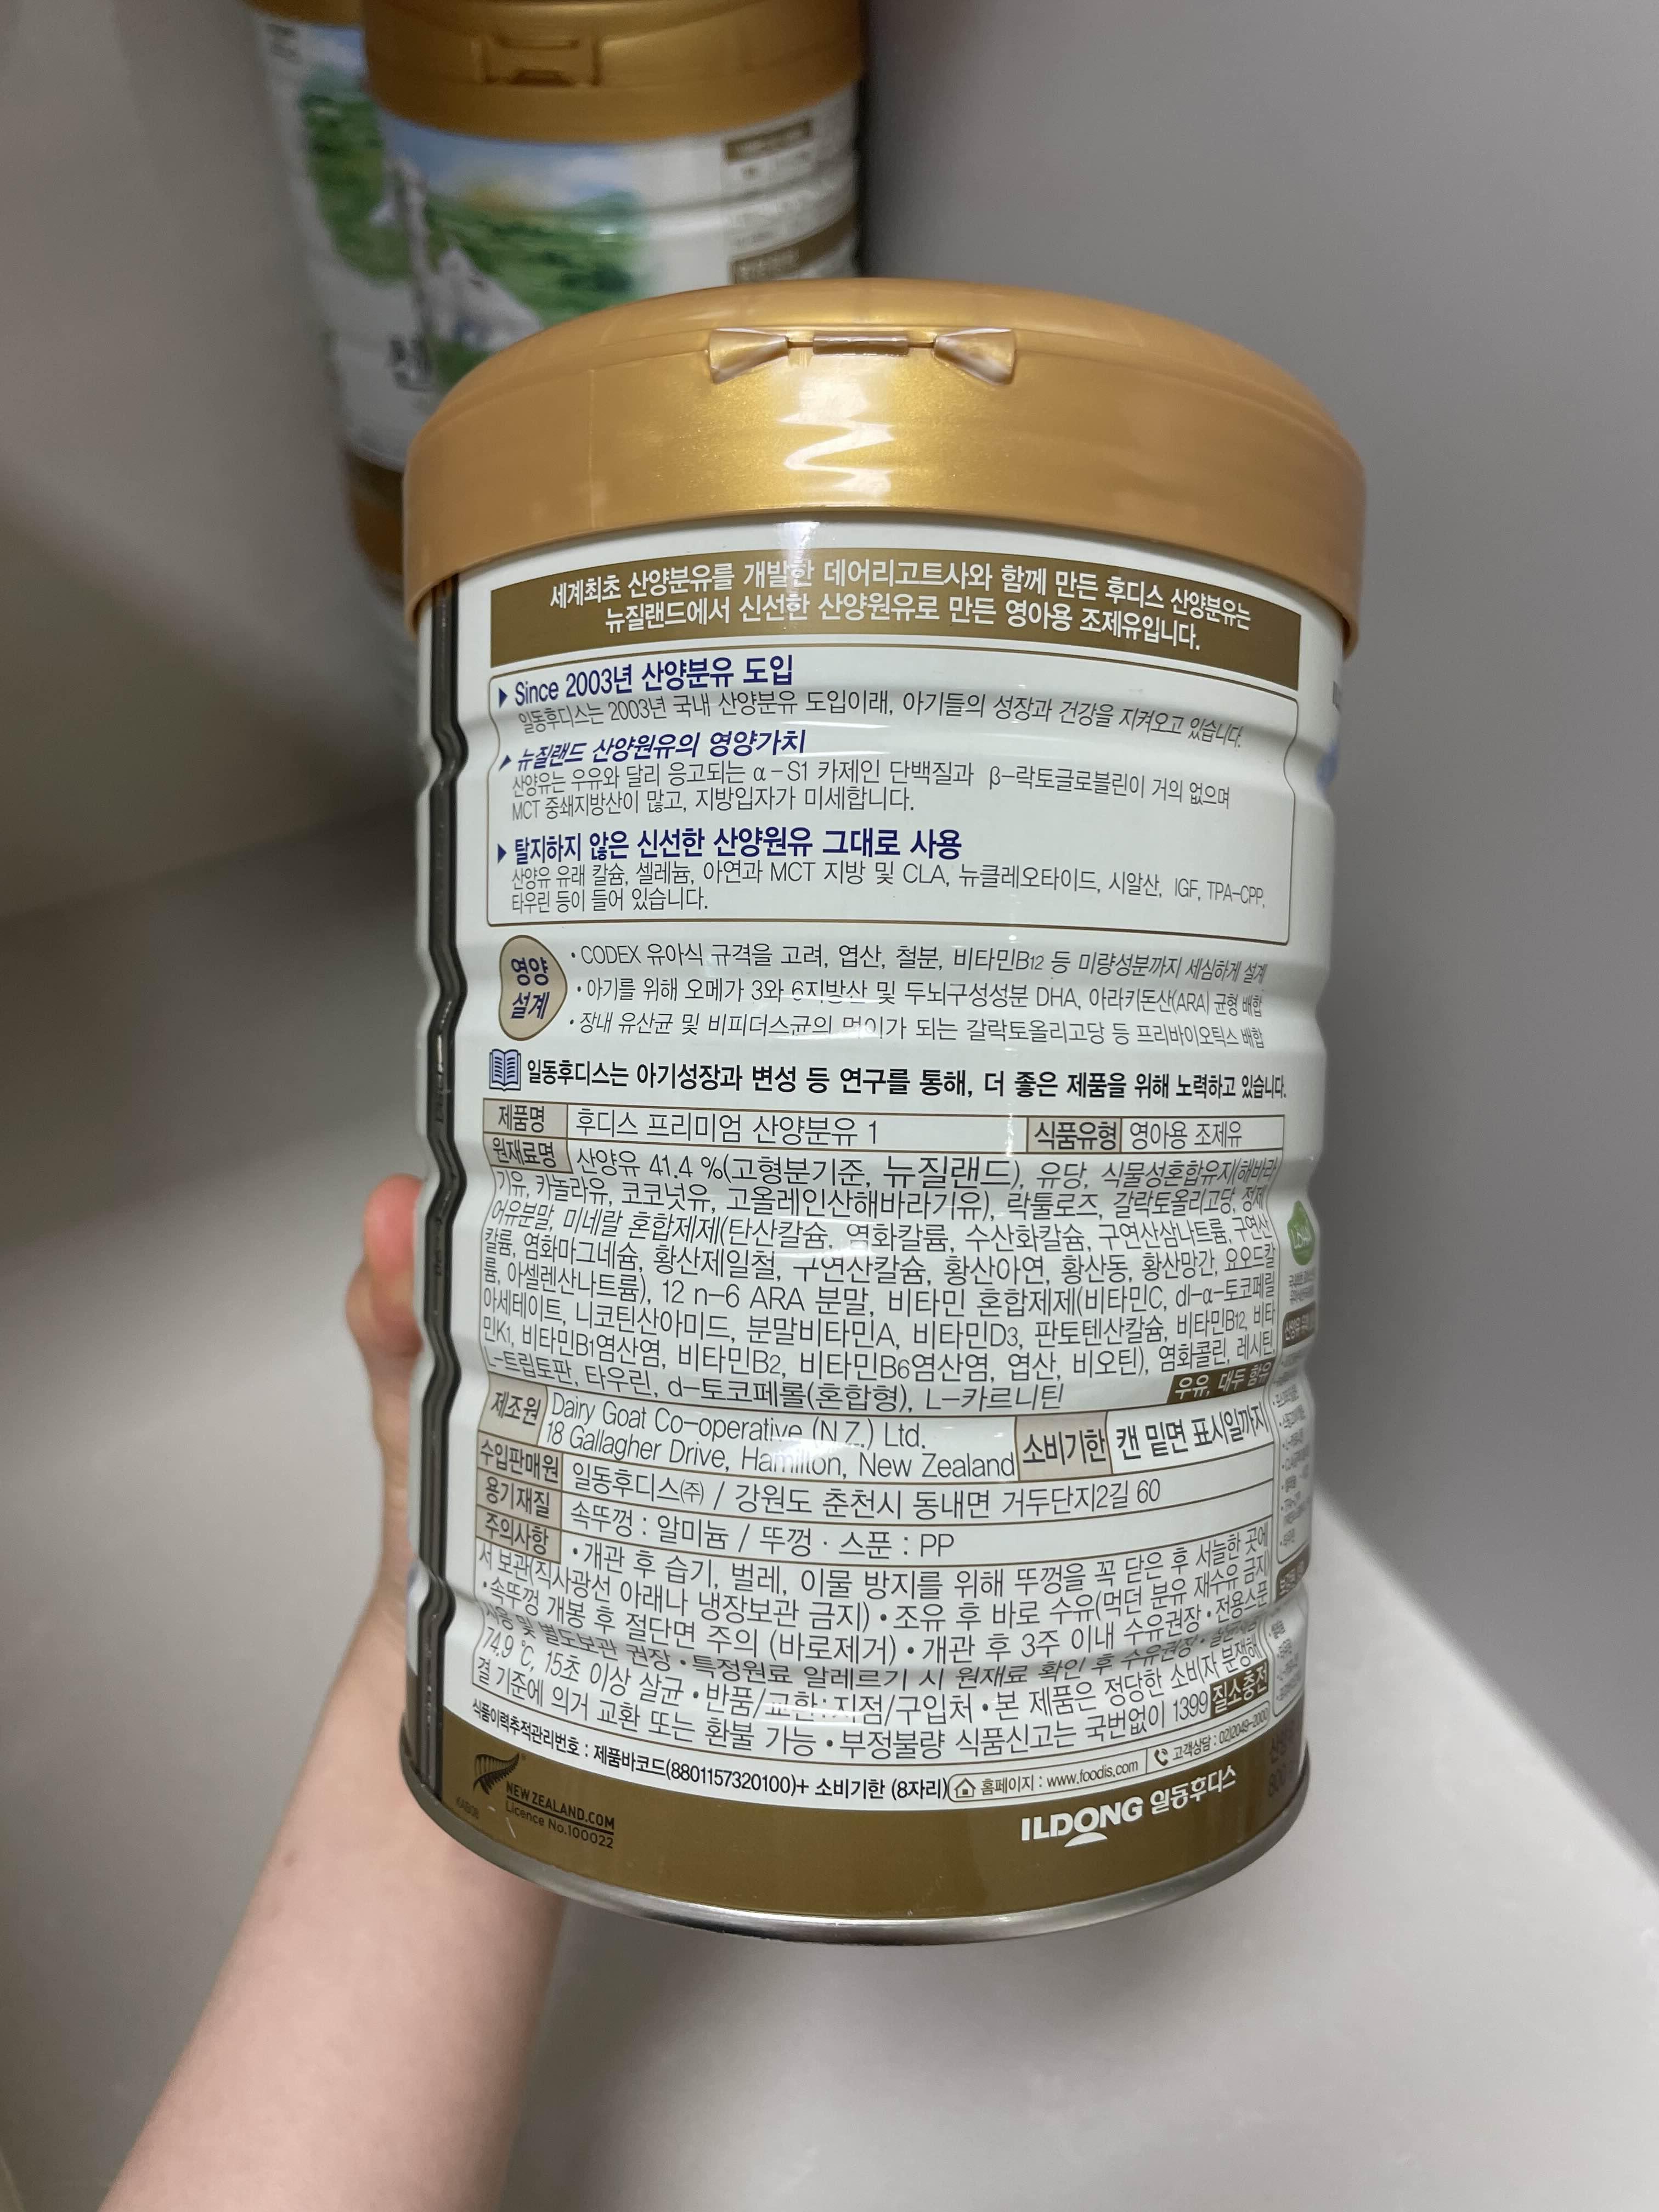 세계최초 산양분유를 개발한 데어리고트사와 함께 만든 후디스 산양분유는
뉴질랜드에서 신선한 산양원유로 만든 영아용 조제유입니다.
▶ Since 2003년 산양분유 도입
일동후디스는 2003년 국내 산양분유 도입이래, 아기들의 성장과 건강을 지켜오고 있습니다.
▶ 뉴질랜드 산양원유의 영양가치
산양유는 우유와 달리 응고되는 α-S1 카제인 단백질과 β-락토글로블린이 거의 없으며
MCT 중쇄지방산이 많고, 지방입자가 미세합니다.
▶ 탈지하지 않은 신선한 산양원유 그대로 사용
산양유 유래 칼슘, 셀레늄, 아연과 MCT 지방 및 CLA, 뉴클레오타이드, 시알산, IGF, TPA-CPP,
타우린 등이 들어 있습니다.
영양
설계
• CODEX 유아식 규격을 고려, 엽산, 철분, 비타민B12 등 미량성분까지 세심하게 설계
• 아기를 위해 오메가 3와 6지방산 및 두뇌구성성분 DHA, 아라키돈산(ARA) 균형 배합
• 장내 유산균 및 비피더스균의 먹이가 되는 갈락토올리고당 등 프리바이오틱스 배합
일동후디스는 아기성장과 변성 등 연구를 통해, 더 좋은 제품을 위해 노력하고 있습니다.
제품명 후디스 프리미엄 산양분유 1 식품유형 영아용 조제유
원재료명 산양유 41.4 %(고형분기준, 뉴질랜드), 유당, 식물성혼합유지(해바라
기유, 카놀라유, 코코넛유, 고올레인산해바라기유), 락툴로즈, 갈락토올리고당, 정제
어유분말, 미네랄 혼합제제(탄산칼슘, 염화칼륨, 수산화칼슘, 구연산삼나트륨, 구연산
칼륨, 염화마그네슘, 황산제일철, 구연산칼슘, 황산아연, 황산동, 황산망간, 요오드칼
륨, 아셀렌산나트륨), 12 n-6 ARA 분말, 비타민 혼합제제(비타민C, dl-α-토코페릴
아세테이트, 니코틴산아미드, 분말비타민A, 비타민D3, 판토텐산칼슘, 비타민B12, 비타
민K1, 비타민B1염산염, 비타민B2, 비타민B6염산염, 엽산, 비오틴), 염화콜린, 레시틴,
L-트립토판, 타우린, d-토코페롤(혼합형), L-카르니틴 우유, 대두 함유
제조원 Dairy Goat Co-operative (N.Z.) Ltd.
18 Gallagher Drive, Hamilton, New Zealand 소비기한 캔 밑면 표시일까지
수입판매원 일동후디스㈜ / 강원도 춘천시 동내면 거두단지2길 60
용기재질 속뚜껑 : 알미늄 / 뚜껑 · 스푼 : PP
주의사항 • 개관 후 습기, 벌레, 이물 방지를 위해 뚜껑을 꼭 닫은 후 서늘한 곳에
서 보관(직사광선 아래나 냉장보관 금지) • 조유 후 바로 수유(먹던 분유 재수유 금지)
• 속뚜껑 개봉 후 절단면 주의 (바로제거) • 개관 후 3주 이내 수유권장 • 전용스푼
사용 및 별도보관 권장 • 특정원료 알레르기 시 원재료 확인 후 수유권장
74.9 ℃, 15초 이상 살균 • 반품/교환:지점/구입처 • 본 제품은 정당한 소비자 분쟁해
결 기준에 의거 교환 또는 환불 가능 • 부정불량 식품신고는 국번없이 1399 질소충전
식품이력추적관리번호 : 제품바코드(8801157320100)+ 소비기한 (8자리) 홈페이지 : www.foodis.com 고객상담 : 02)2049-2000
NEWZEALAND.COM
Licence No.100022
ILDONG 일동후디스